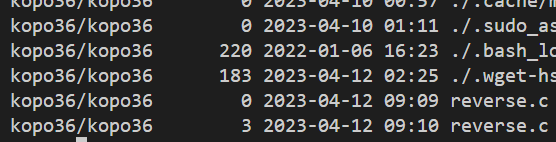 kopo36/kopo36 0 2023-04-10 00:57 ./.cache/m
kopo36/kopo36 0 2023-04-10 01:11 ./.sudo_as
kopo36/kopo36 220 2022-01-06 16:23 ./.bash_lo
kopo36/kopo36 183 2023-04-12 02:25 ./.wget-hs
kopo36/kopo36 0 2023-04-12 09:09 reverse.c
kopo36/kopo36 3 2023-04-12 09:10 reverse.c